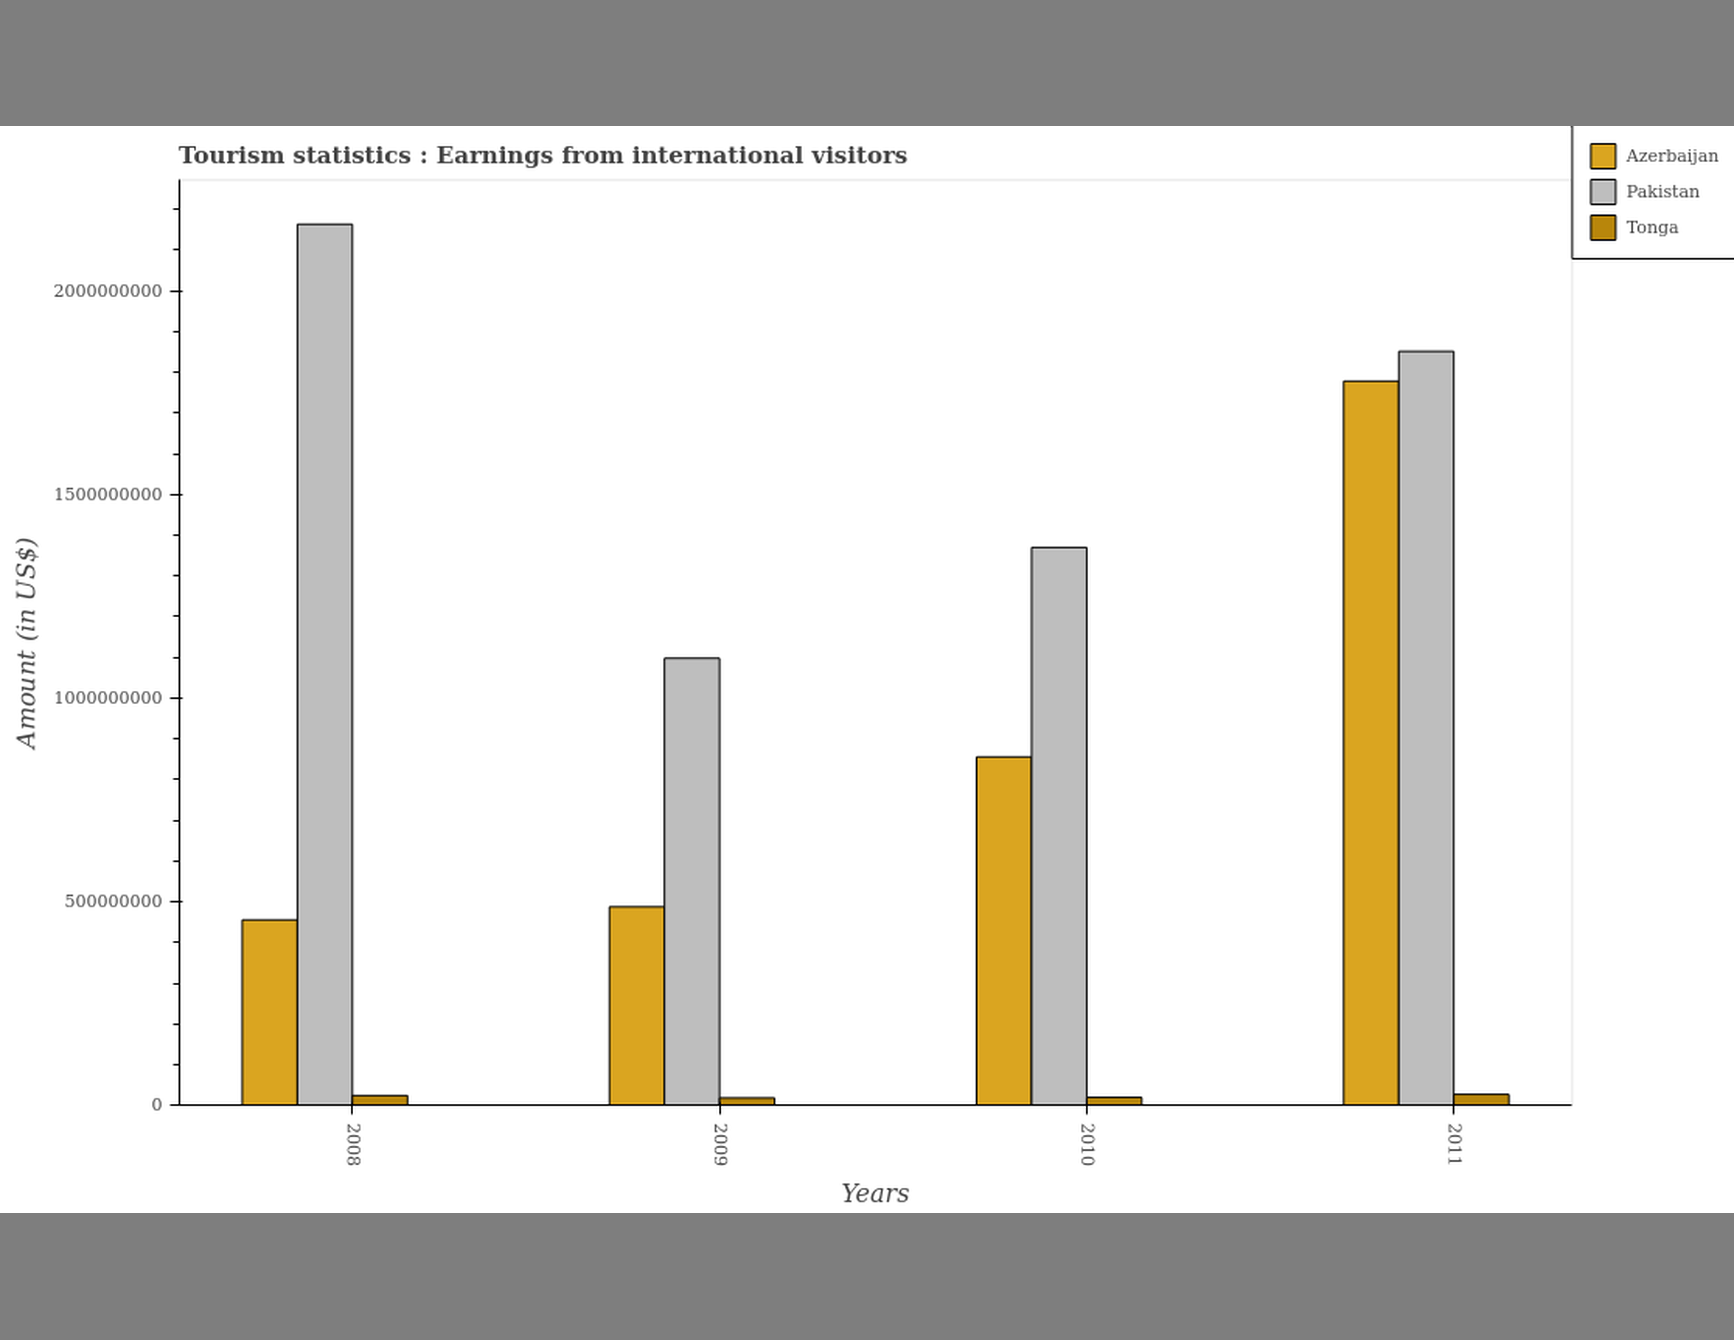 Tourism statistics : Earnings from international visitors
Azerbaijan
Pakistan
Tonga
Amount (in US$)
2000000000
1500000000
1000000000
500000000
0
2008
2009
2010
2011
Years